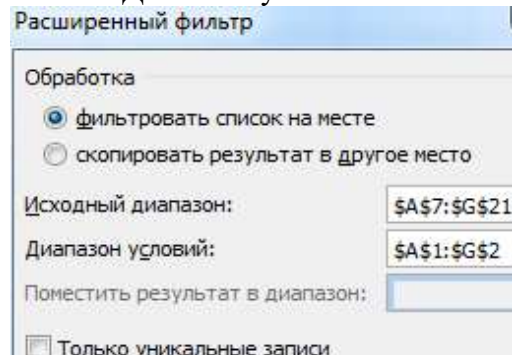 Расширенный фильтр
Обработка
фильтровать список на месте
скопировать результат в другое место
Исходный диапазон: $A$7:$G$21
Диапазон условий: $A$1:$G$2
Поместить результат в диапазон:
Только уникальные записи